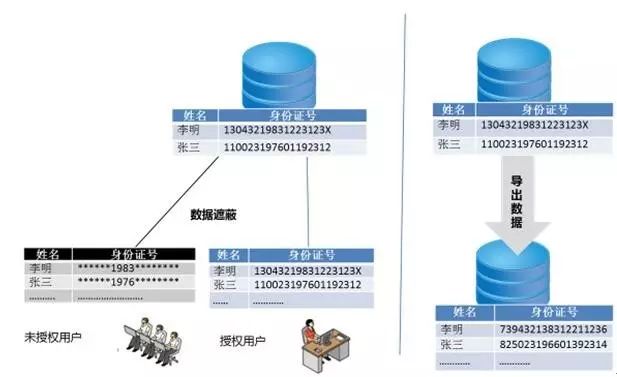 姓名 身份证号
李明 13043219831223123X
张三 110023197601192312
数据遮蔽
姓名 身份证号
李明 ******1983********
张三 ******1976********
.......... .......................
未授权用户
姓名 身份证号
李明 13043219831223123X
张三 110023197601192312
...... ............
授权用户
姓名 身份证号
李明 13043219831223123X
张三 110023197601192312
导出数据
姓名 身份证号
李明 739432138312211236
张三 825023196601392314
............ ............